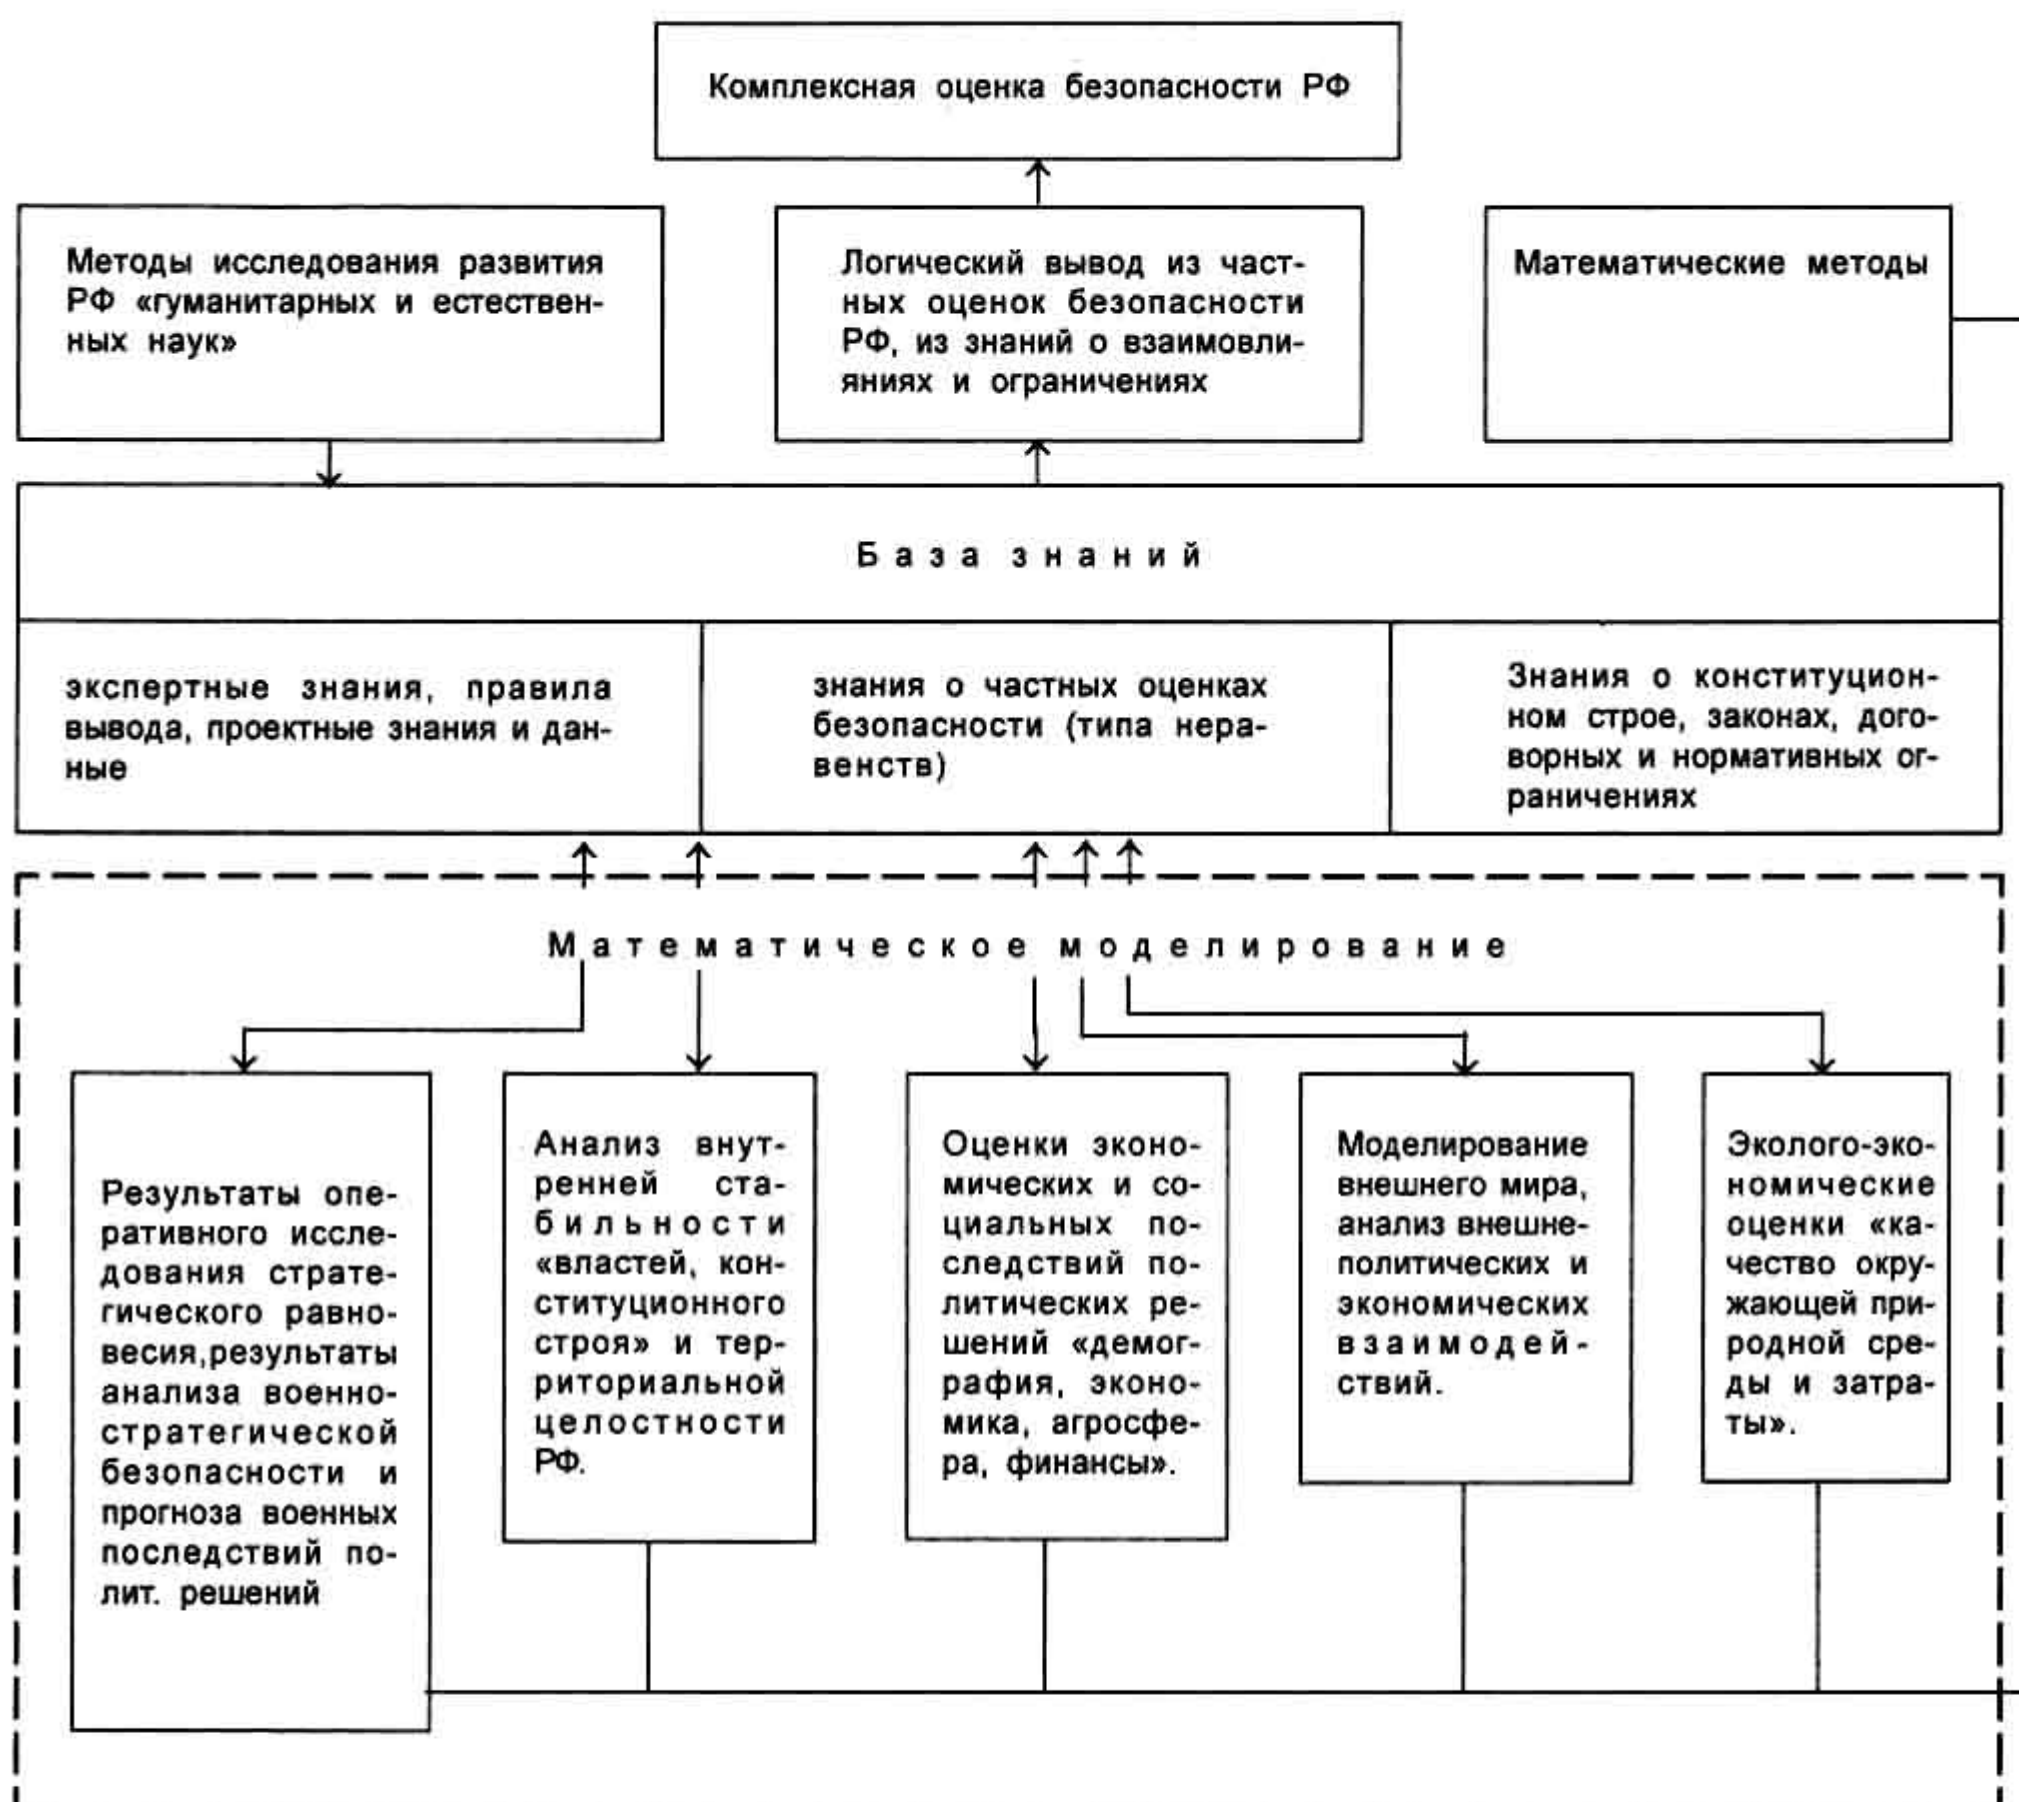 Комплексная оценка безопасности РФ
Методы исследования развития
РФ «гуманитарных и естествен-
ных наук»
Логический вывод из част-
ных оценок безопасности
РФ, из знаний о взаимовли-
яниях и ограничениях
Математические методы
База знаний
экспертные знания, правила
вывода, проектные знания и дан-
ные
знания о частных оценках
безопасности (типа нера-
венств)
Знания о конституцион-
ном строе, законах, дого-
ворных и нормативных ог-
раничениях
Математическое моделирование
Результаты опе-
ративного иссле-
дования страте-
гического равно-
весия,результаты
анализа военно-
стратегической
безопасности и
прогноза военных
последствий по-
лит. решений
Анализ внут-
ренней ста-
бильности
«властей, кон-
ституционного
строя» и тер-
риториальной
целостности
РФ.
Оценки эконо-
мических и со-
циальных по-
следствий по-
литических ре-
шений «демог-
рафия, эконо-
мика, агросфе-
ра, финансы».
Моделирование
внешнего мира,
анализ внешне-
политических и
экономических
взаимодей-
ствий.
Эколого-эко-
номические
оценки «ка-
чество окру-
жающей при-
родной сре-
ды и затра-
ты».